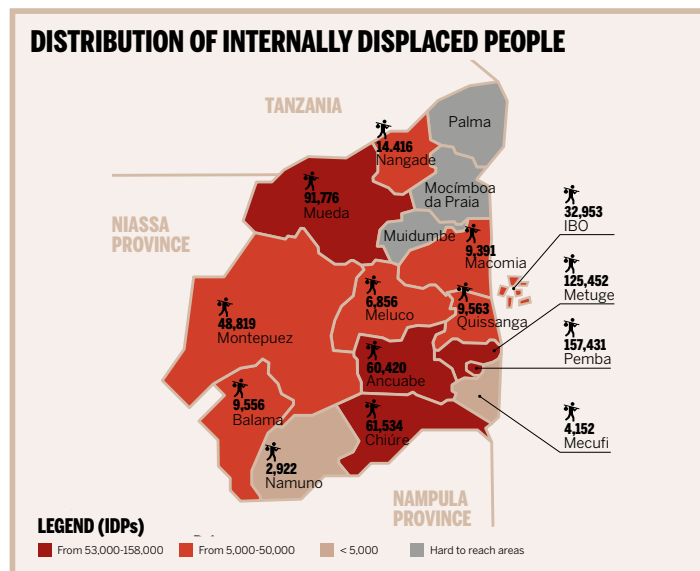 DISTRIBUTION OF INTERNALLY DISPLACED PEOPLE
TANZANIA
Palma
14.416
Nangade
91,776
Mueda
Mocímboa
da Praia
NIASSA
PROVINCE
Muidumbe
9,391
Macomia
32,953
IBO
125,452
Metuge
6,856
Meluco
9,563
Quissanga
48,819
Montepuez
157,431
Pemba
60,420
Ancuabe
9,556
Balama
61,534
Chiúre
4,152
Mecufi
2,922
Namuno
NAMPULA
PROVINCE
LEGEND (IDPs)
From 53,000-158,000
From 5,000-50,000
< 5,000
Hard to reach areas